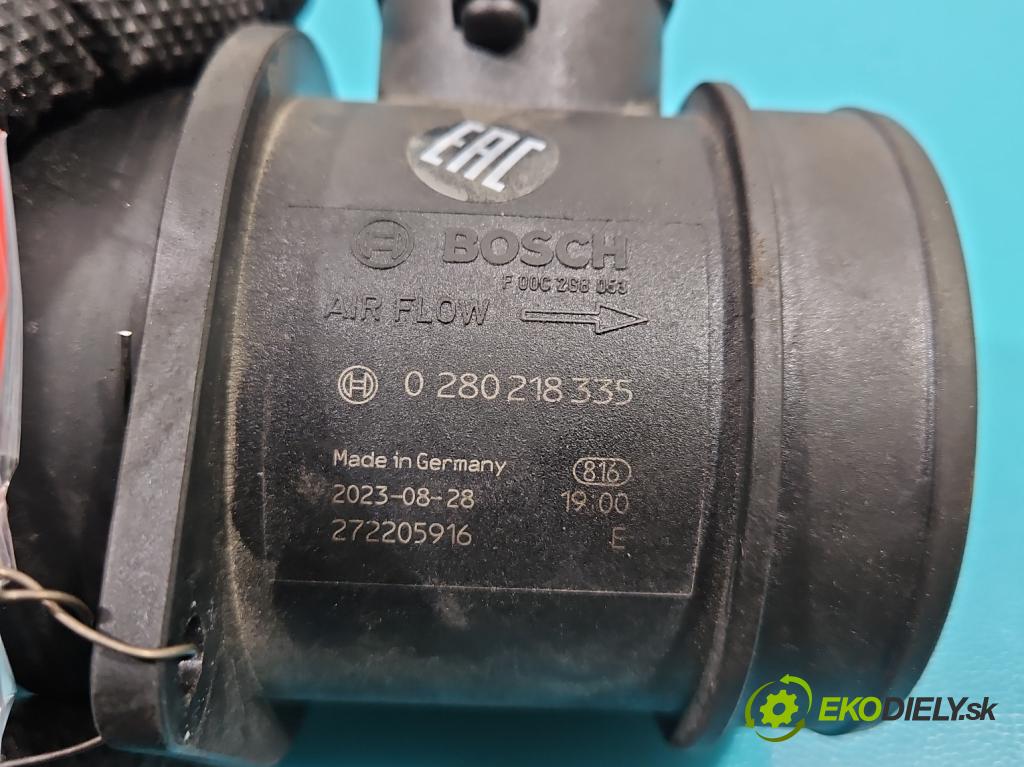 EAC
BOSCH
F 00C 2G8 053
AIR FLOW
0 280 218 335
Made in Germany 816
2023-08-28 19:00
272205916 E
EKODIELY.sk